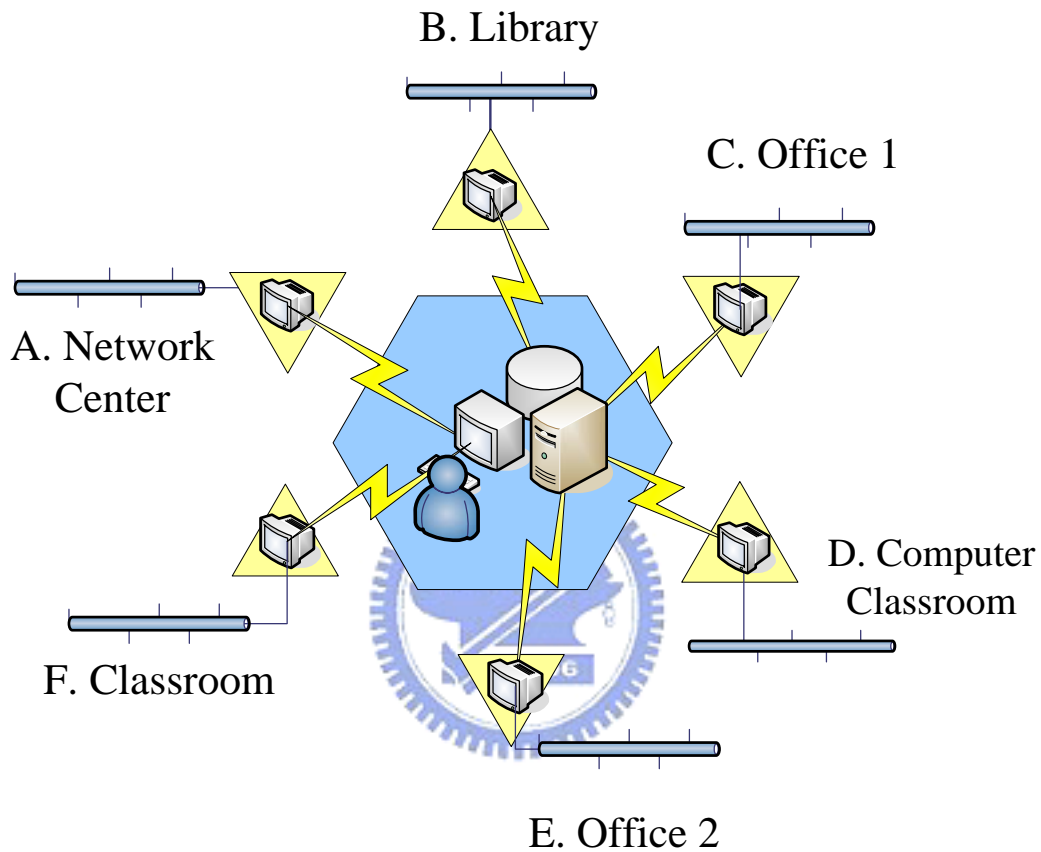 B. Library
C. Office 1
A. Network
Center
D. Computer
Classroom
F. Classroom
E. Office 2